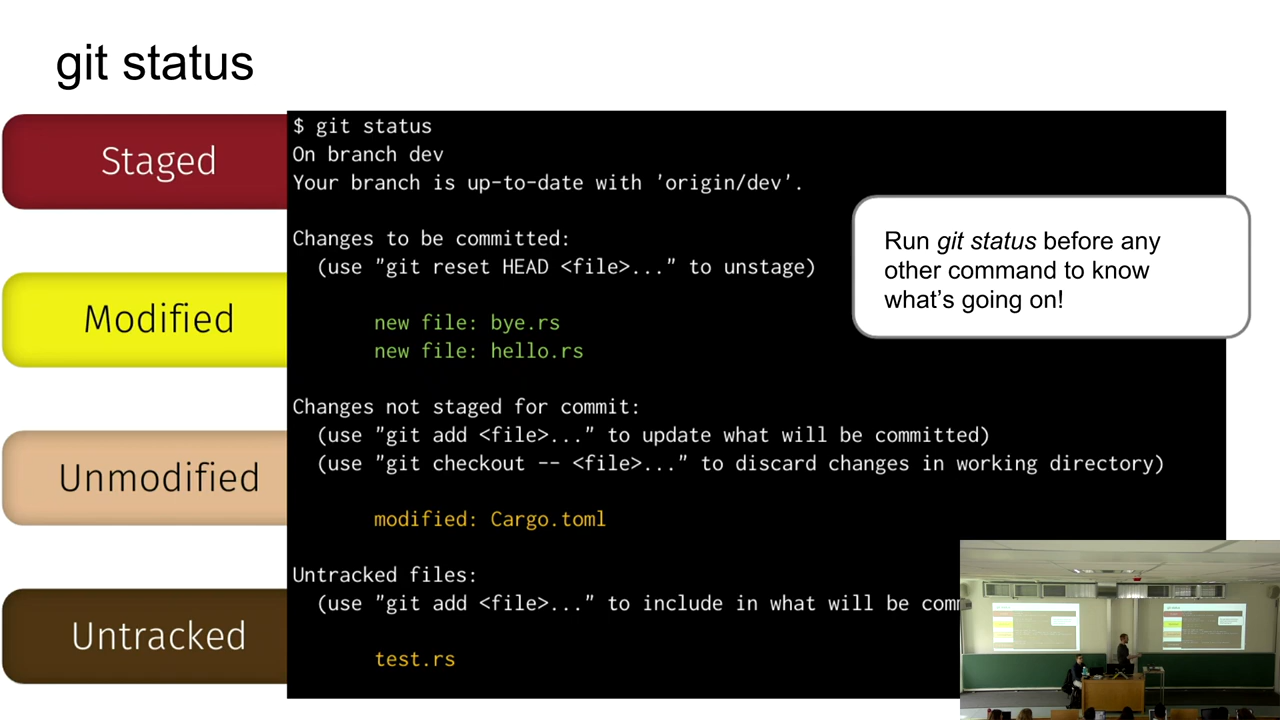 git status
Staged
Modified
Unmodified
Untracked
$ git status
On branch dev
Your branch is up-to-date with 'origin/dev'.
Changes to be committed:
(use "git reset HEAD <file>..." to unstage)
new file: bye.rs
new file: hello.rs
Changes not staged for commit:
(use "git add <file>..." to update what will be committed)
(use "git checkout -- <file>..." to discard changes in working directory)
modified: Cargo.toml
Untracked files:
(use "git add <file>..." to include in what will be
test.rs
Run git status before any
other command to know
what's going on!